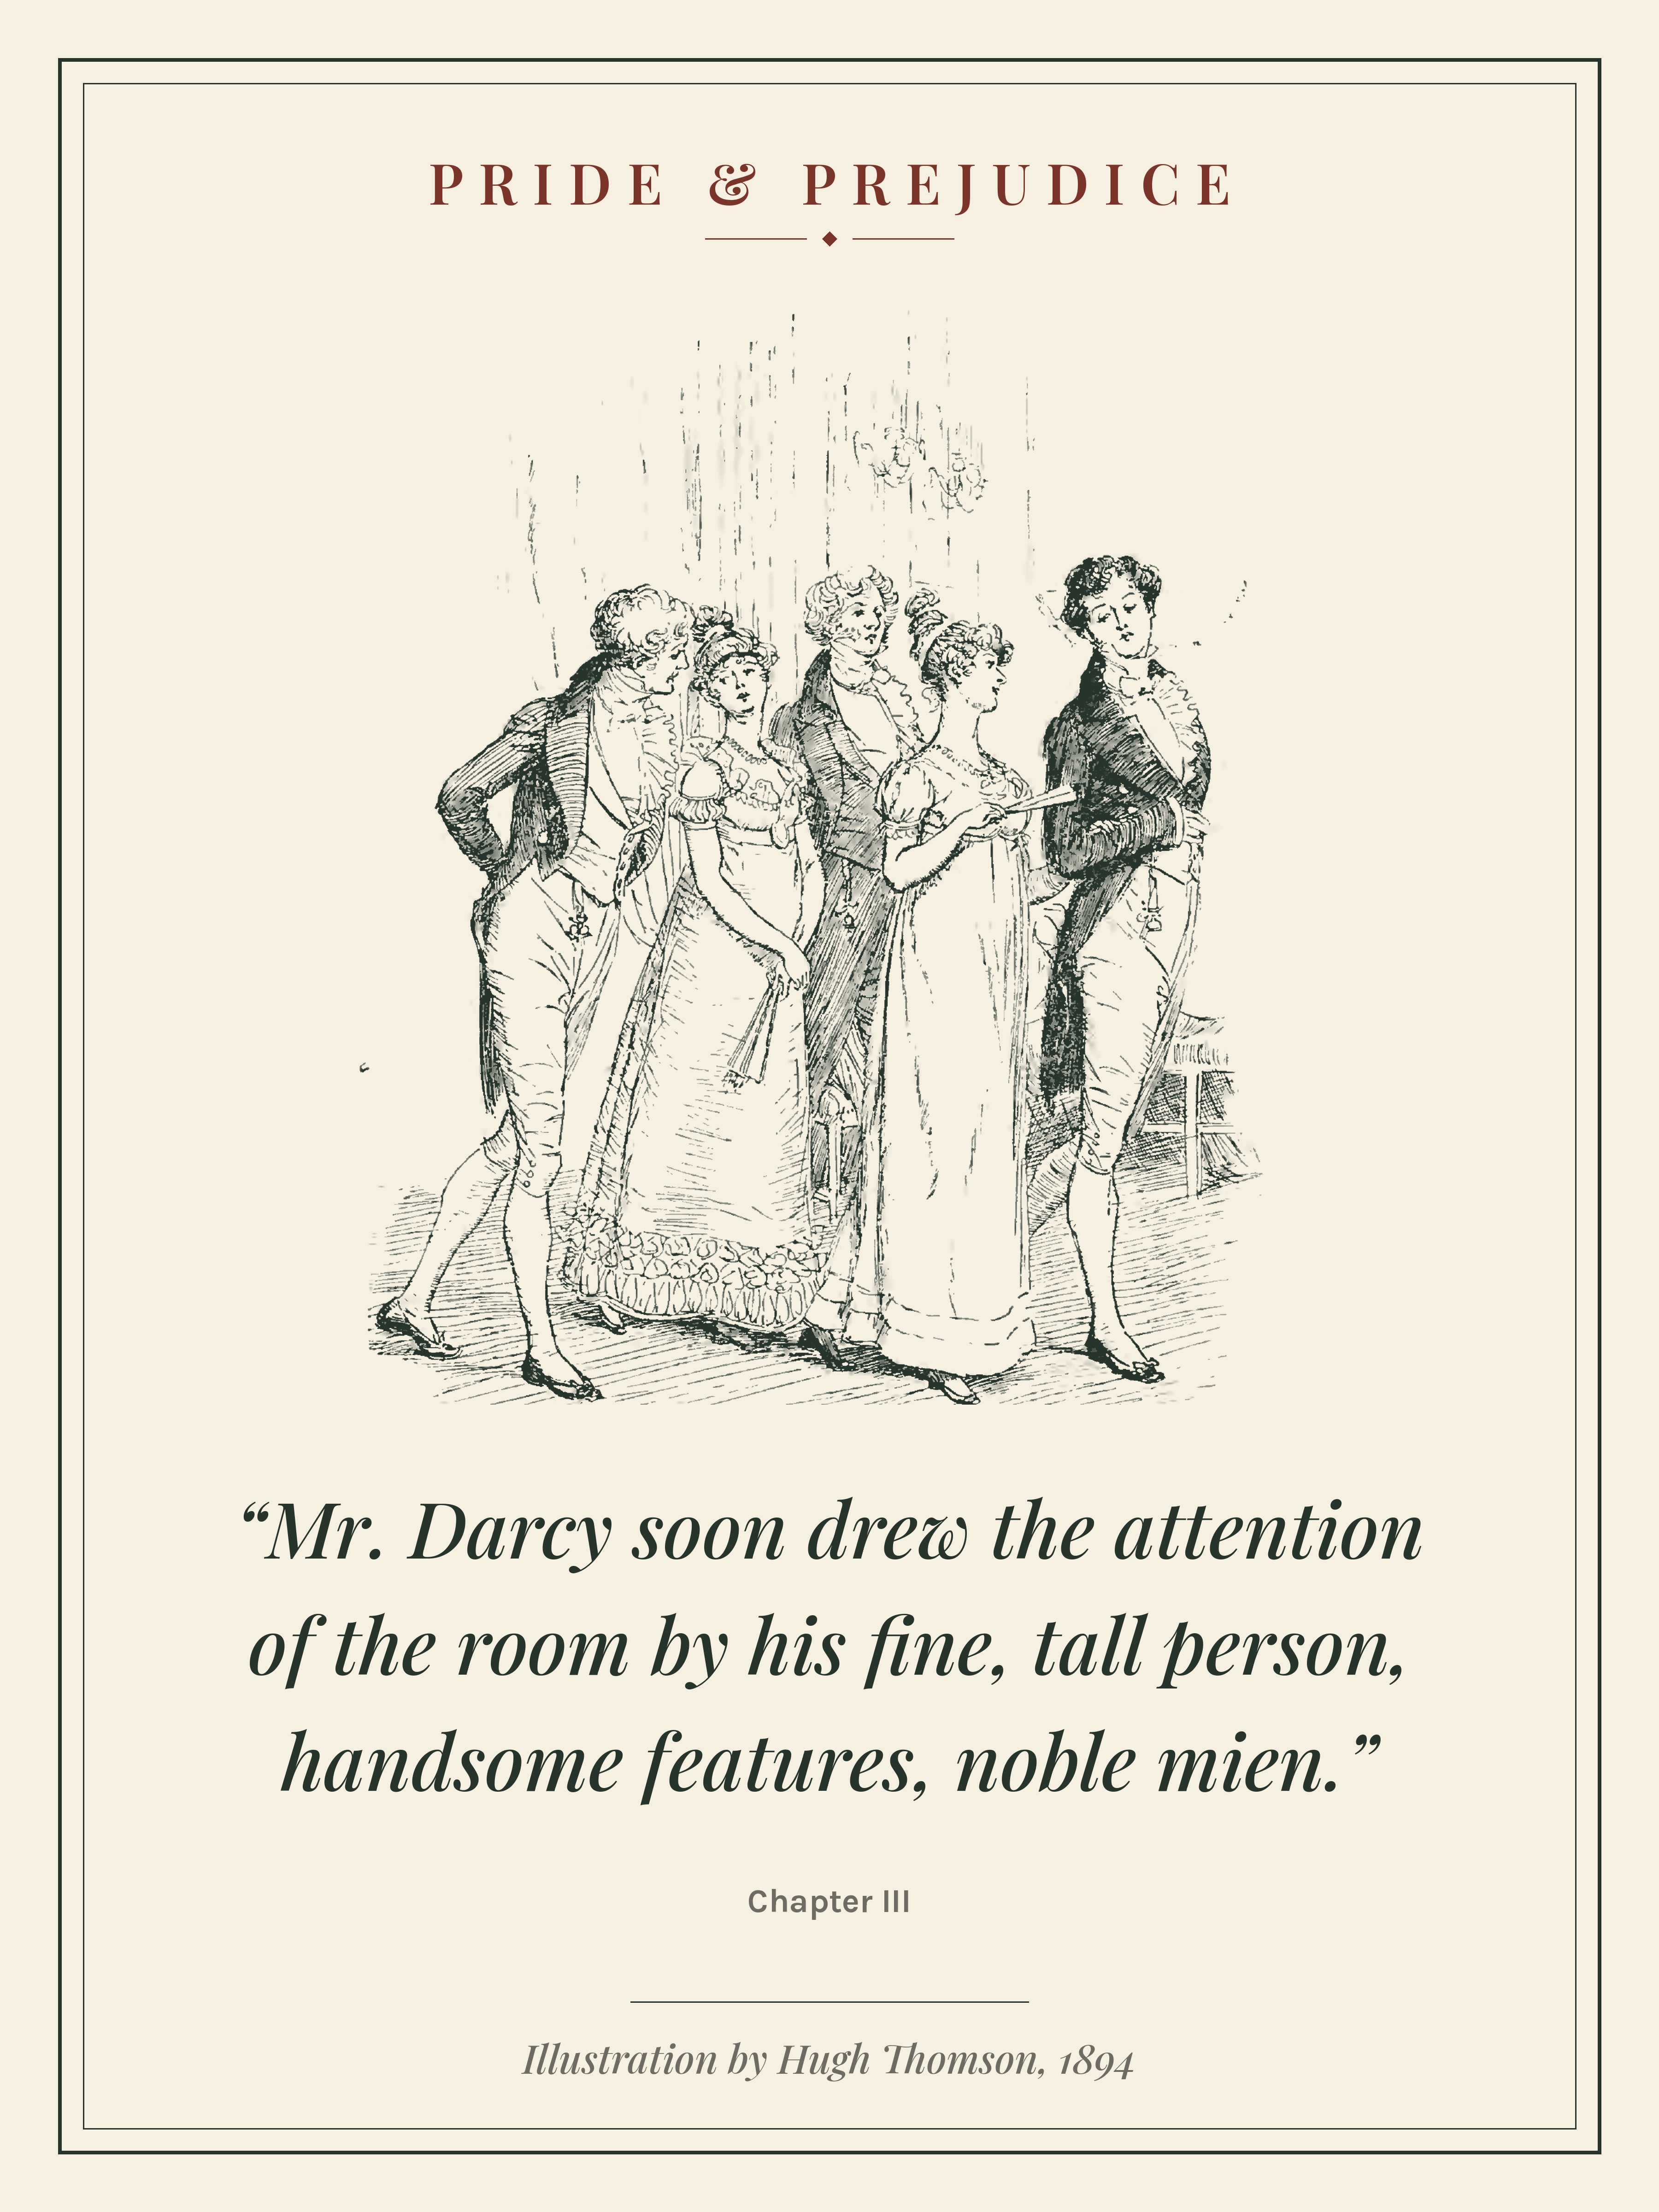 PRIDE & PREJUDICE
“Mr. Darcy soon drew the attention
of the room by his fine, tall person,
handsome features, noble mien.”
Chapter III
Illustration by Hugh Thomson, 1894